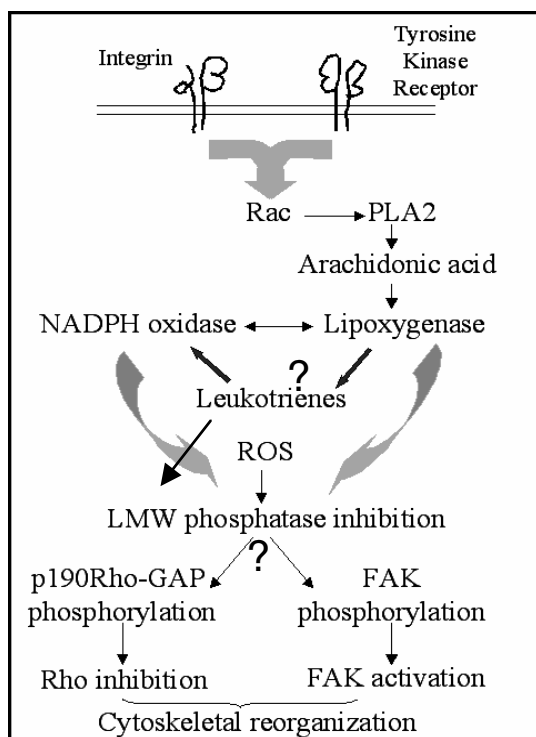 Integrin
Tyrosine
Kinase
Receptor
Rac
PLA2
Arachidonic acid
NADPH oxidase
Lipoxygenase
?
Leukotrienes
ROS
LMW phosphatase inhibition
?
p190Rho-GAP
phosphorylation
FAK
phosphorylation
Rho inhibition
FAK activation
Cytoskeletal reorganization